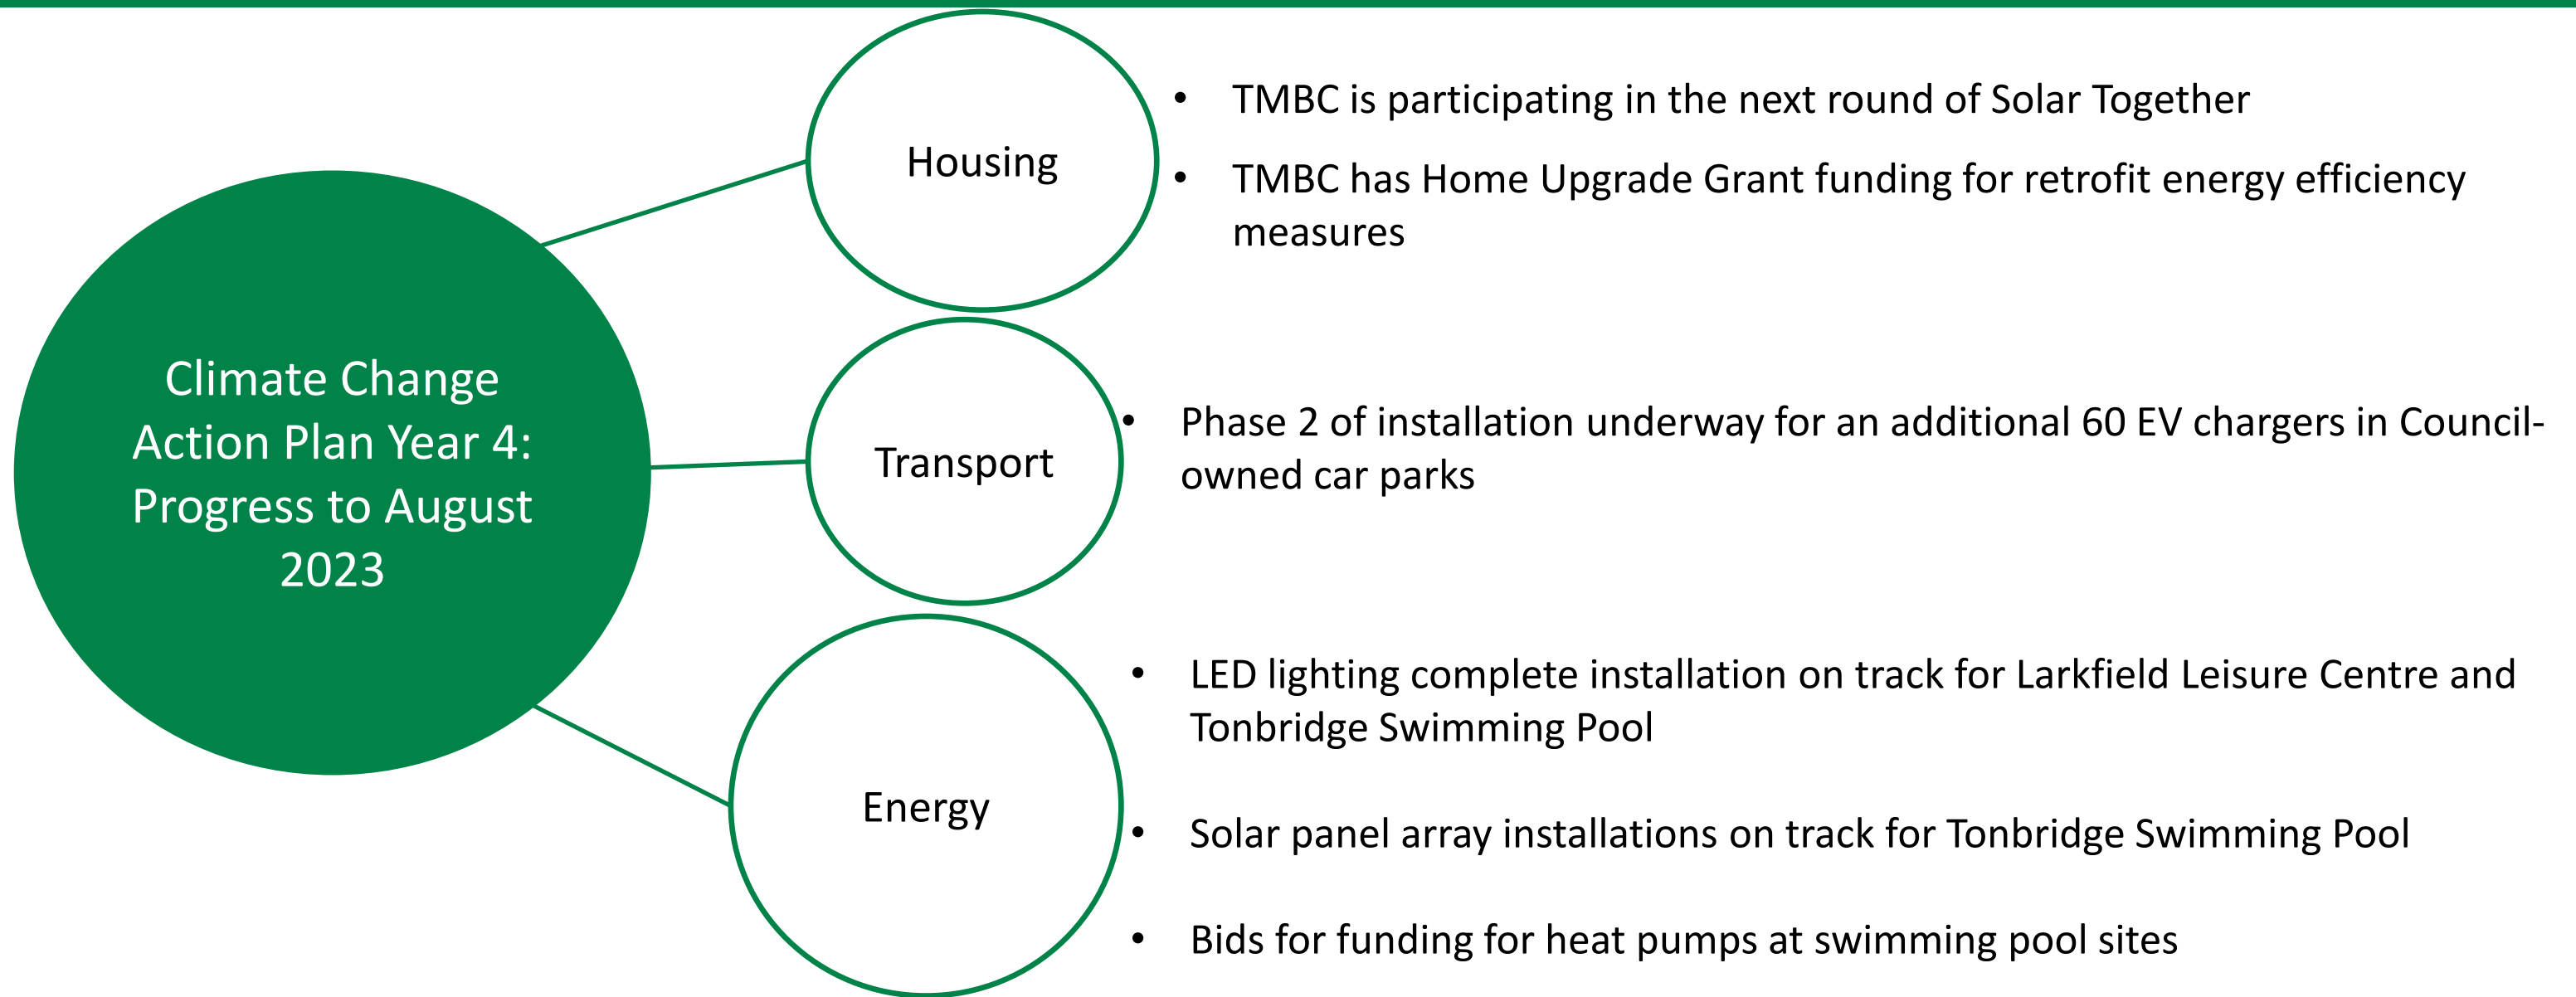 Climate Change
Action Plan Year 4:
Progress to August
2023
Housing
• TMBC is participating in the next round of Solar Together
• TMBC has Home Upgrade Grant funding for retrofit energy efficiency
measures
Transport
• Phase 2 of installation underway for an additional 60 EV chargers in Council-
owned car parks
Energy
• LED lighting complete installation on track for Larkfield Leisure Centre and
Tonbridge Swimming Pool
• Solar panel array installations on track for Tonbridge Swimming Pool
• Bids for funding for heat pumps at swimming pool sites